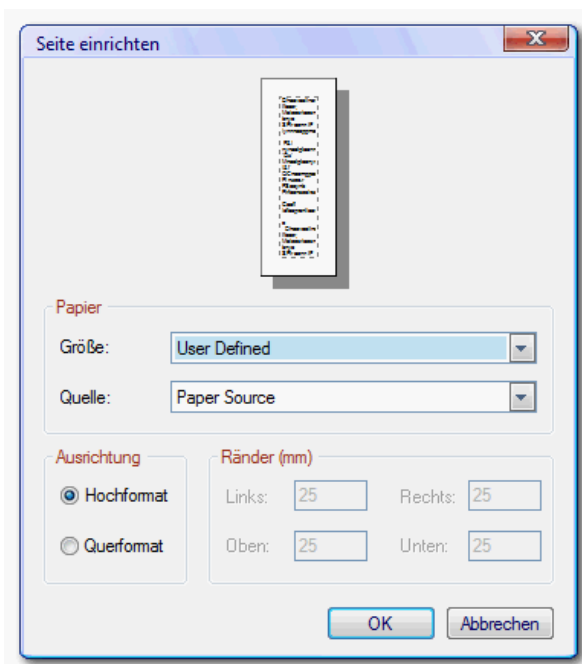 Seite einrichten
Papier
Größe:
User Defined
Quelle:
Paper Source
Ausrichtung
Hochformat
Querformat
Ränder (mm)
Links: 25 Rechts: 25
Oben: 25 Unten: 25
OK Abbrechen